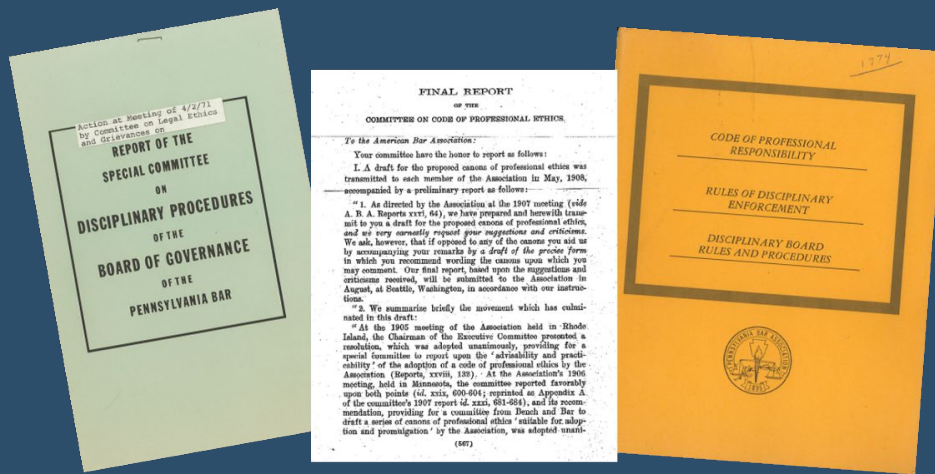 Action at Meeting of 4/2/71
by Committee on Legal Ethics
and Grievances on
REPORT OF THE
SPECIAL COMMITTEE
ON
DISCIPLINARY PROCEDURES
OF THE
BOARD OF GOVERNANCE
OF THE
PENNSYLVANIA BAR
FINAL REPORT
OF THE
COMMITTEE ON CODE OF PROFESSIONAL ETHICS.
To the American Bar Association:
Your committee have the honor to report as follows:
I. A draft for the proposed canons of professional ethics was
transmitted to each member of the Association in May, 1908,
accompanied by a preliminary report as follows:
"1. As directed by the Association at the 1907 meeting (vide
A. B. A. Reports xxxi, 64), we have prepared and herewith trans-
mit to you a draft for the proposed canons of professional ethics,
and we very earnestly request your suggestions and criticisms.
We ask, however, that if opposed to any of the canons you aid us
by accompanying your remarks by a draft of the precise form
in which you recommend wording the canons upon which you
may comment. Our final report, based upon the suggestions and
criticisms received, will be submitted to the Association in
August, at Seattle, Washington, in accordance with our instruc-
tions.
"2. We summarize briefly the movement which has culmi-
nated in this draft:
"At the 1905 meeting of the Association held in Rhode
Island, the Chairman of the Executive Committee presented a
resolution, which was adopted unanimously, providing for a
special committee to report upon the 'advisability and practi-
cability' of the adoption of a code of professional ethics by the
Association (Reports, xxviii, 132). At the Association's 1906
meeting, held in Minnesota, the committee reported favorably
upon both points (id. xxix, 600-604; reprinted as Appendix A
of the committee's 1907 report id. xxxi, 681-684), and its recom-
mendation, providing for a committee from Bench and Bar to
draft a series of canons of professional ethics 'suitable for adop-
tion and promulgation' by the Association, was adopted unani-
(567)
1974
CODE OF PROFESSIONAL
RESPONSIBILITY
RULES OF DISCIPLINARY
ENFORCEMENT
DISCIPLINARY BOARD
RULES AND PROCEDURES
PENNSYLVANIA BAR ASSOCIATION